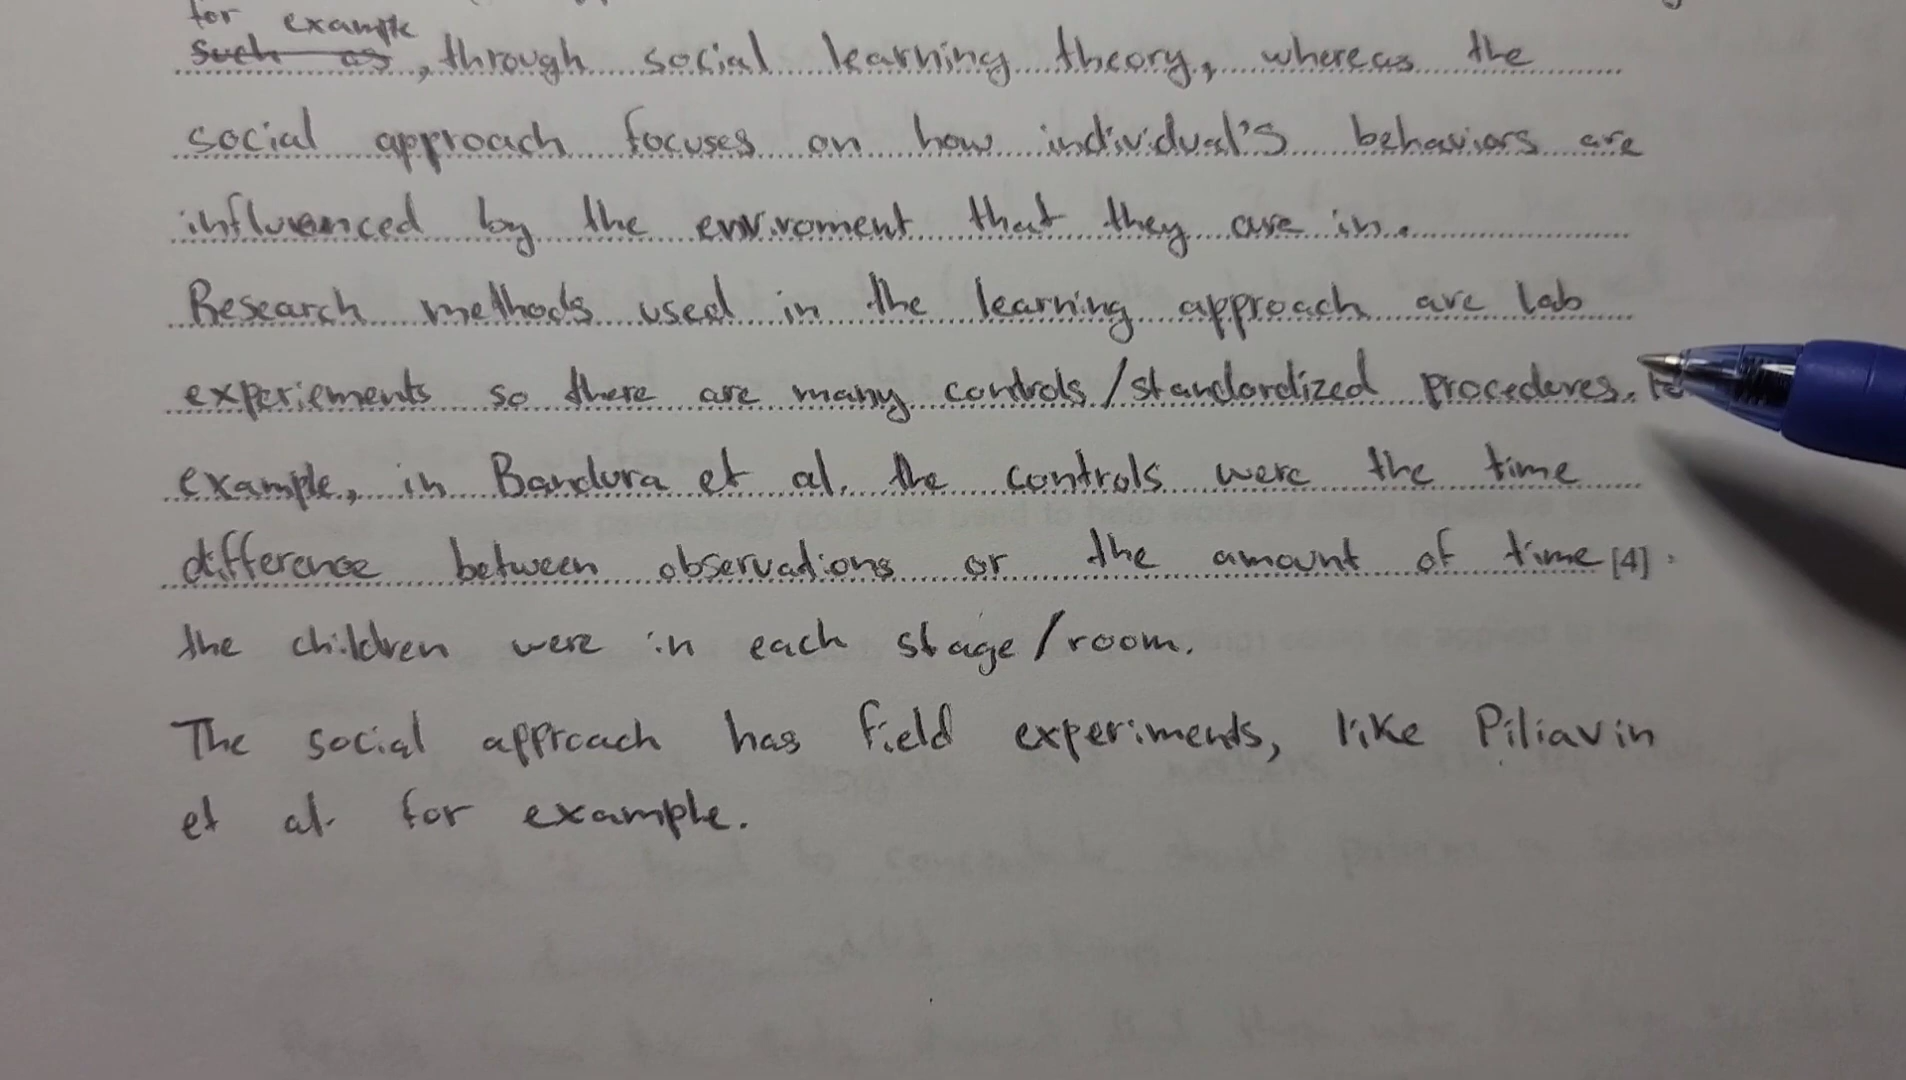 for example
such as, through social learning theory, whereas the
social approach focuses on how individual's behaviors are
influenced by the enviroment that they are in.
Research methods used in the learning approach are lab
experiements so there are many controls/standardized procederes.
example, in Bandura et al. the controls were the time
difference between observations or the amount of time [4]
the children were in each stage/room.
The social approach has field experiments, like Piliavin
et al. for example.